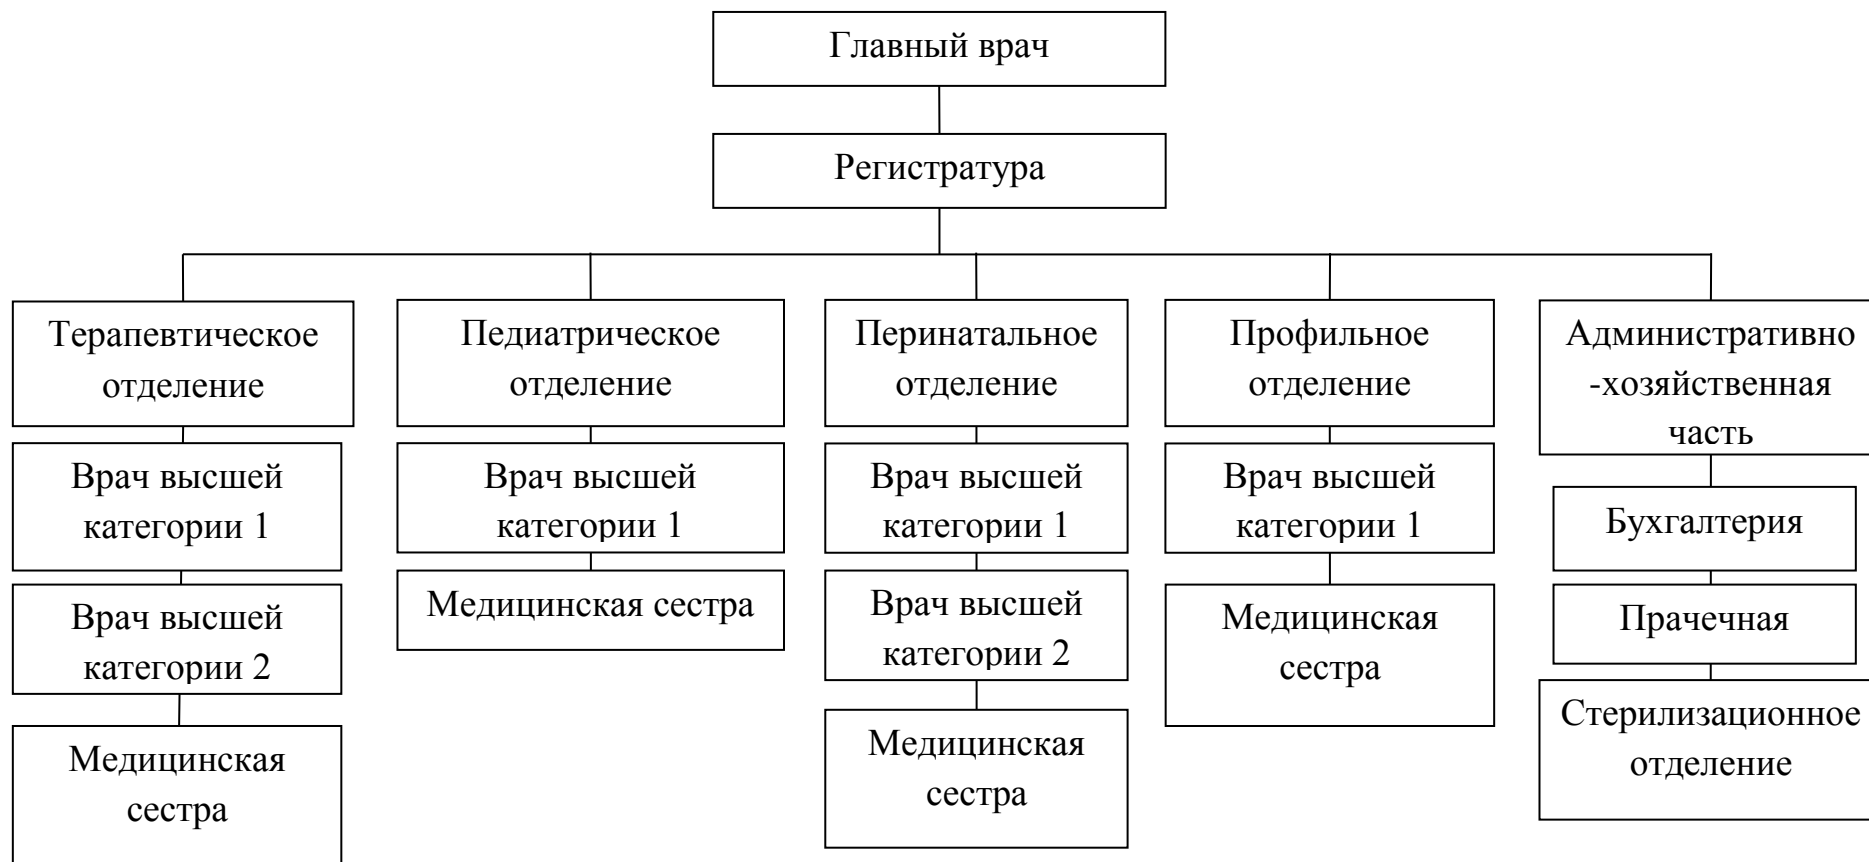 Главный врач
Регистратура
Терапевтическое
отделение
Врач высшей
категории 1
Врач высшей
категории 2
Медицинская
сестра
Педиатрическое
отделение
Врач высшей
категории 1
Медицинская сестра
Перинатальное
отделение
Врач высшей
категории 1
Врач высшей
категории 2
Медицинская
сестра
Профильное
отделение
Врач высшей
категории 1
Медицинская
сестра
Административно
-хозяйственная
часть
Бухгалтерия
Прачечная
Стерилизационное
отделение